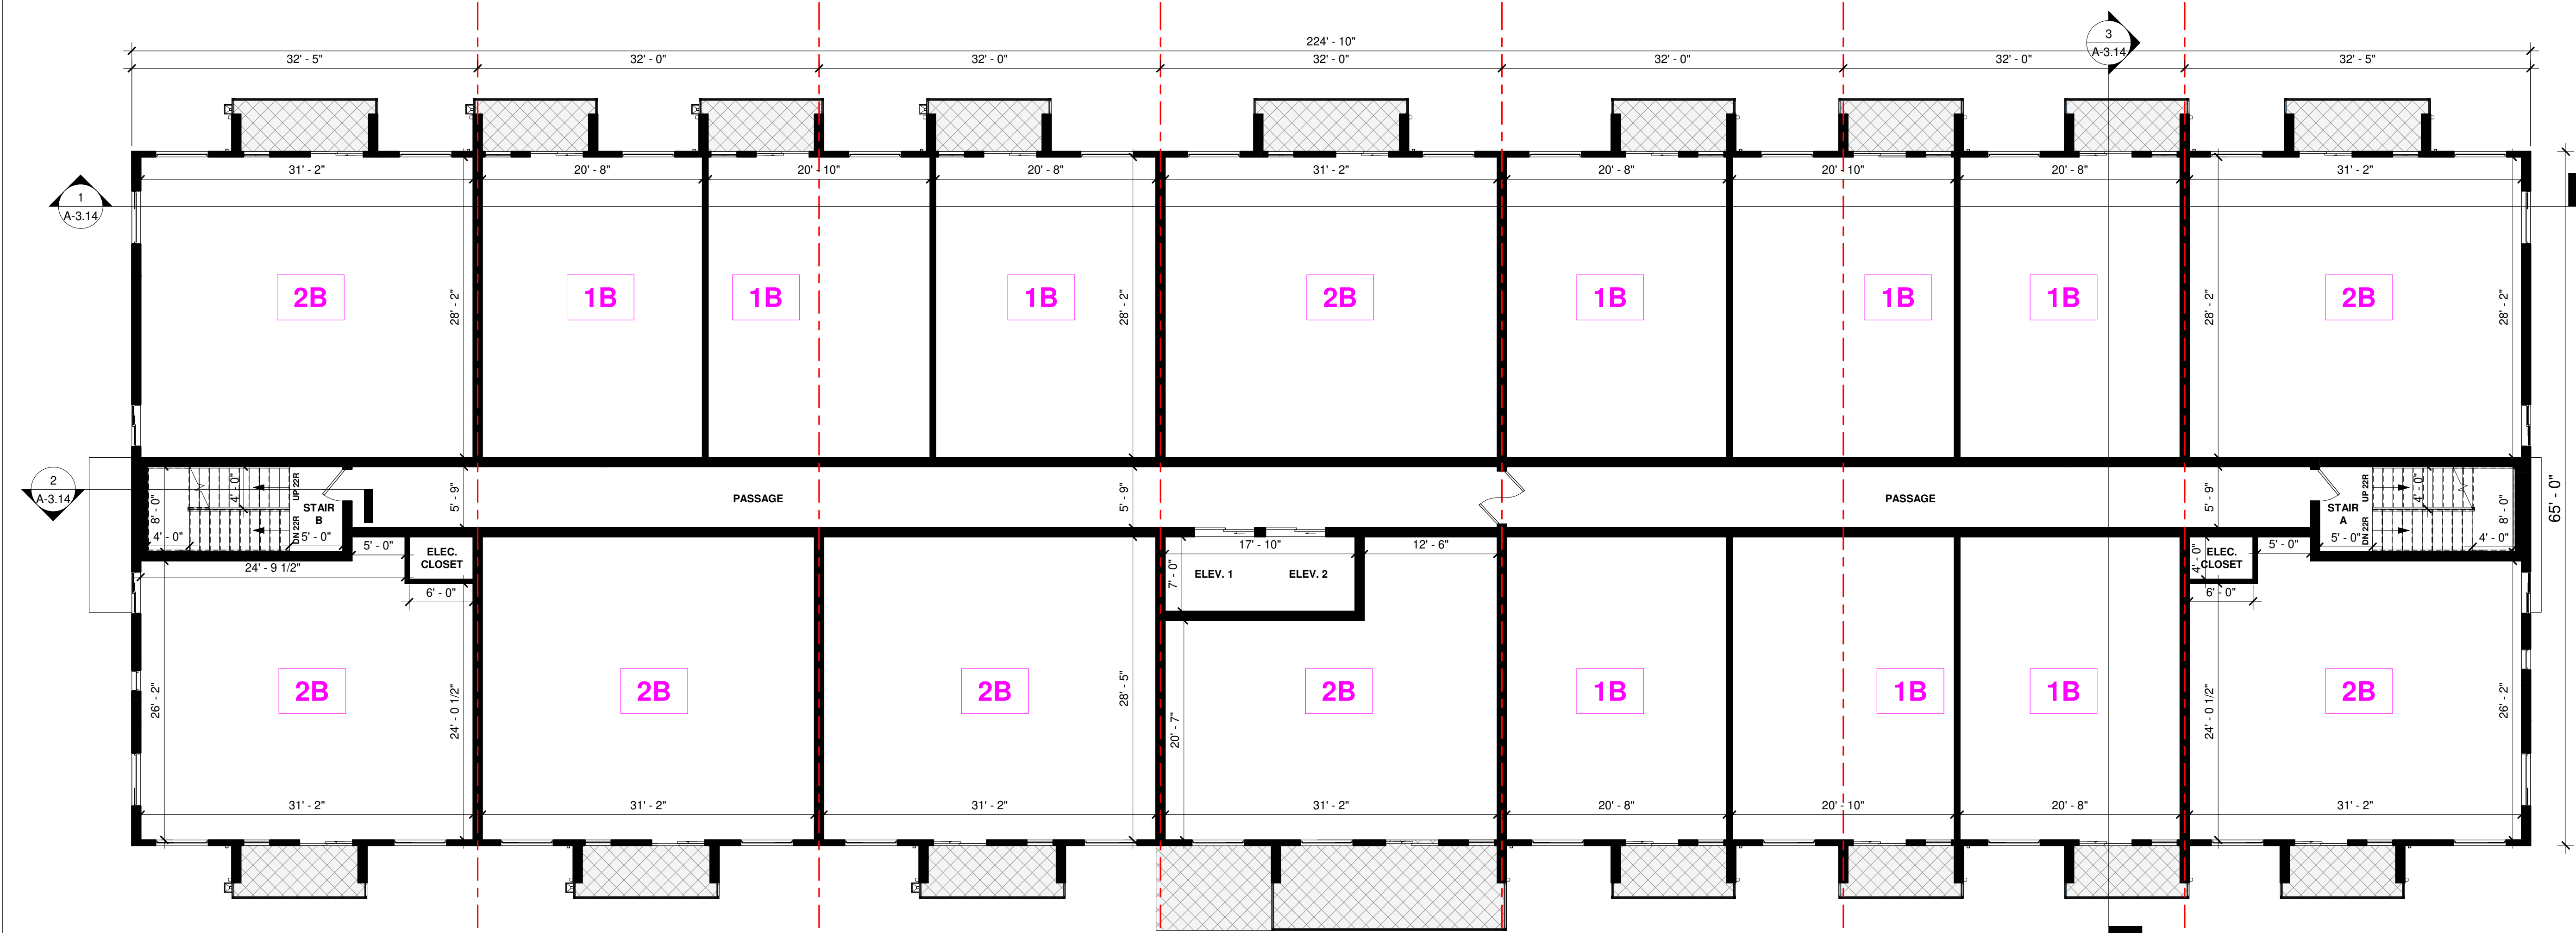 224' - 10"
3
A-3.14
32' - 5"
32' - 0"
32' - 0"
32' - 0"
32' - 0"
32' - 0"
32' - 5"
31' - 2"
20' - 8"
20' - 10"
20' - 8"
31' - 2"
20' - 8"
20' - 10"
20' - 8"
31' - 2"
1
A-3.14
2B
1B
1B
1B
2B
1B
1B
1B
2B
28' - 2"
28' - 2"
28' - 2"
28' - 2"
2
A-3.14
8' - 0"
4' - 0"
UP 22R
DN 22R
STAIR
B
4' - 0"
5' - 0"
5' - 9"
PASSAGE
5' - 9"
PASSAGE
5' - 9"
STAIR
A
UP 22R
DN 22R
4' - 0"
8' - 0"
5' - 0"
4' - 0"
65' - 0"
5' - 0"
ELEC.
CLOSET
24' - 9 1/2"
6' - 0"
17' - 10"
12' - 6"
7' - 0"
ELEV. 1
ELEV. 2
4' - 0"
ELEC.
CLOSET
5' - 0"
6' - 0"
2B
2B
2B
2B
1B
1B
1B
2B
26' - 2"
24' - 0 1/2"
28' - 5"
20' - 7"
24' - 0 1/2"
26' - 2"
31' - 2"
31' - 2"
31' - 2"
31' - 2"
20' - 8"
20' - 10"
20' - 8"
31' - 2"